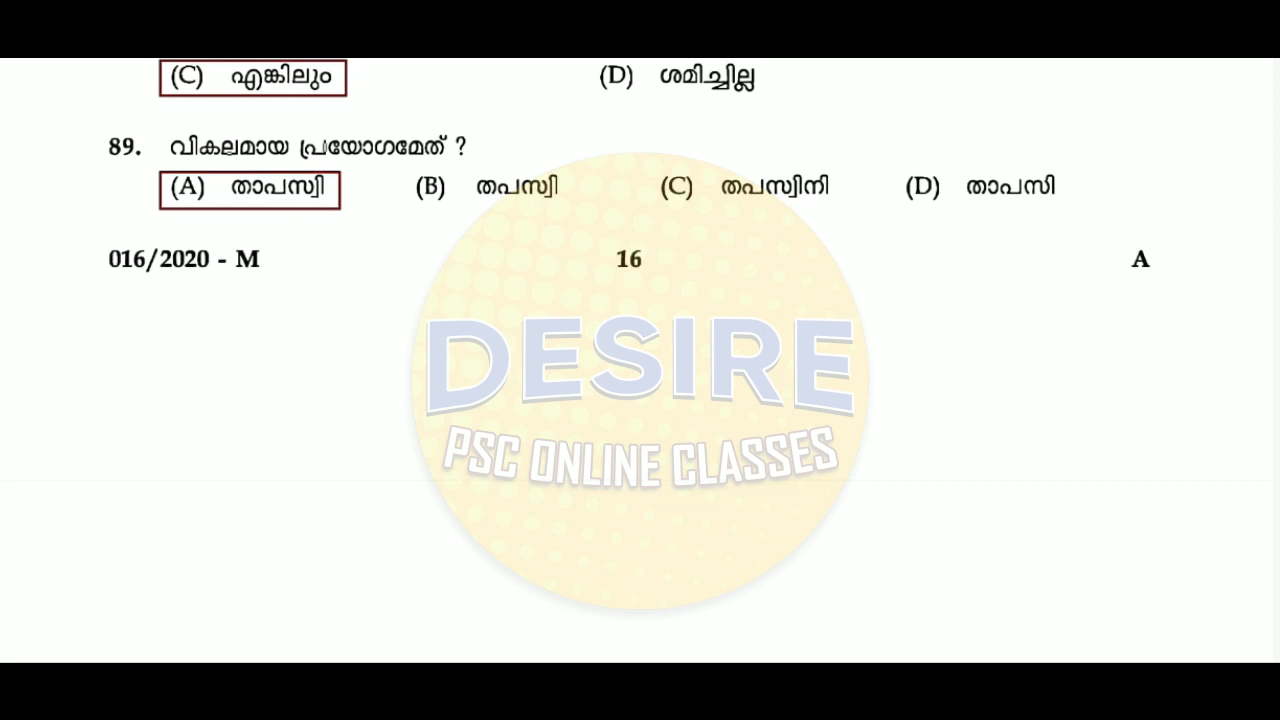 (C) എങ്കിലും (D) ശമിച്ചില്ല
89. വികലമായ പ്രയോഗമേത് ?
(A) താപസ്വി (B) തപസ്വി (C) തപസ്വിനി (D) താപസി
016/2020 - M 16 A
DESIRE
PSC ONLINE CLASSES